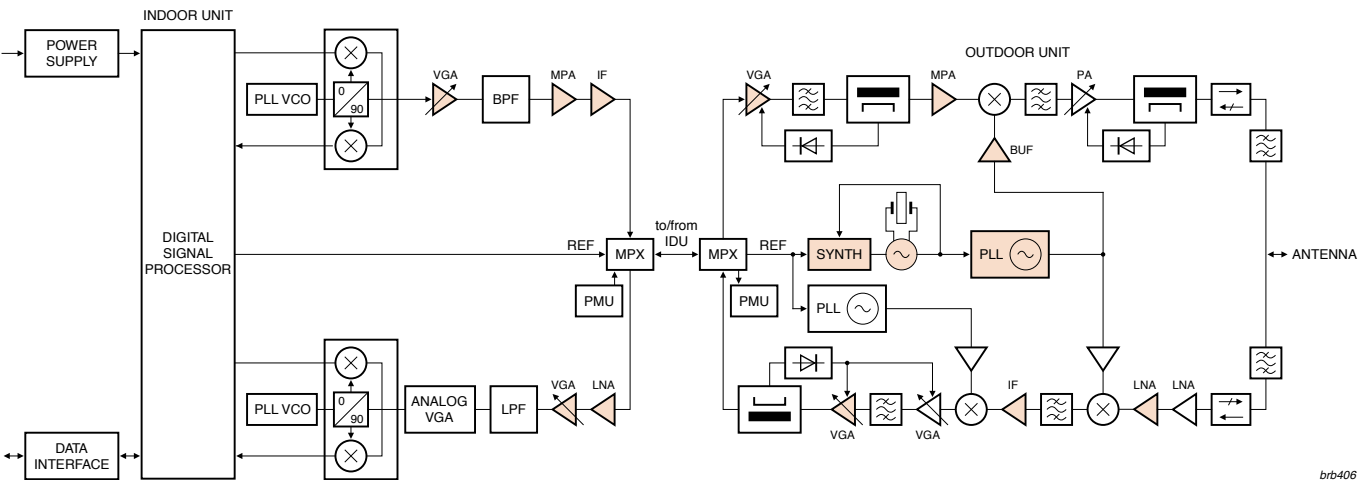 INDOOR UNIT
POWER
SUPPLY
PLL VCO
0
90
VGA
BPF
MPA
IF
DIGITAL
SIGNAL
PROCESSOR
REF
MPX
PMU
to/from
IDU
DATA
INTERFACE
PLL VCO
0
90
ANALOG
VGA
LPF
VGA
LNA
OUTDOOR UNIT
VGA
MPA
PA
BUF
MPX
REF
PMU
SYNTH
PLL
PLL
ANTENNA
VGA
VGA
IF
LNA
LNA
brb406